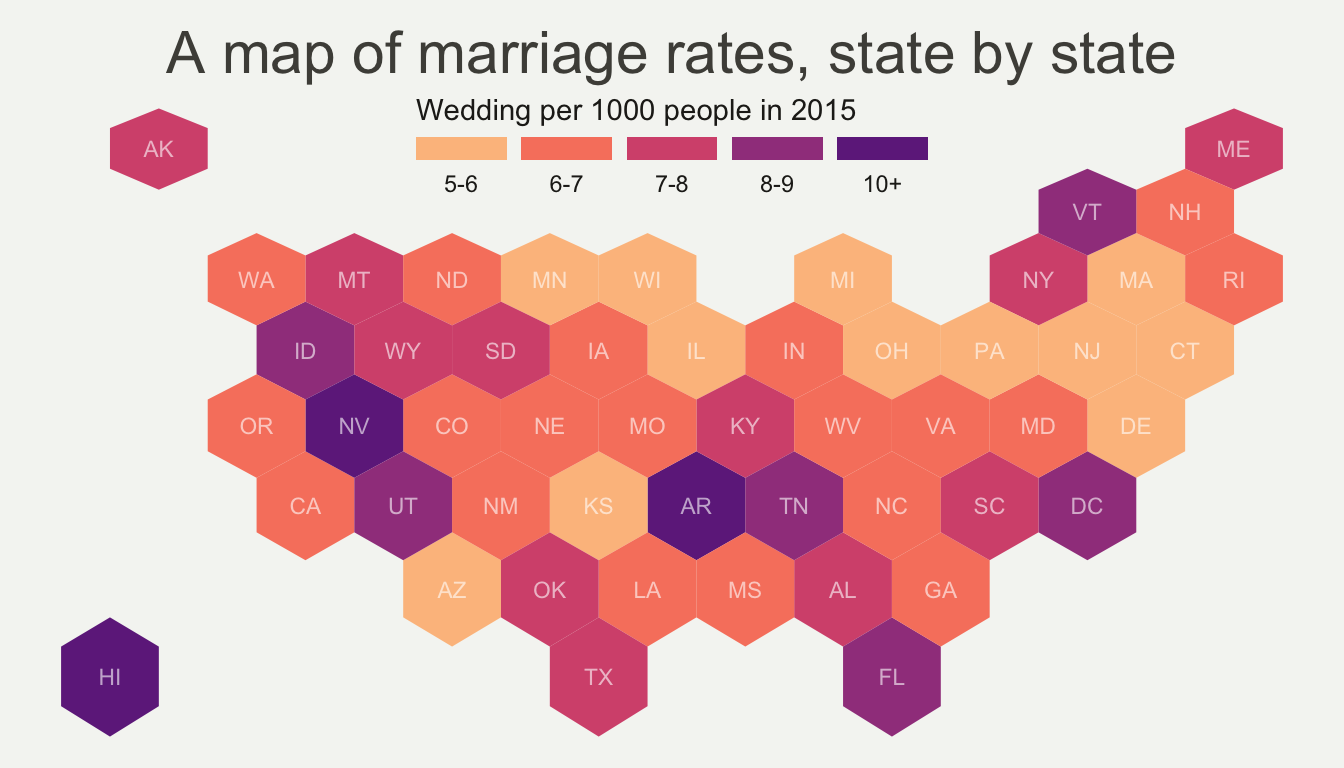 A map of marriage rates, state by state
Wedding per 1000 people in 2015
5-6 6-7 7-8 8-9 10+
AK ME
VT NH
WA MT ND MN WI MI NY MA RI
ID WY SD IA IL IN OH PA NJ CT
OR NV CO NE MO KY WV VA MD DE
CA UT NM KS AR TN NC SC DC
AZ OK LA MS AL GA
HI TX FL